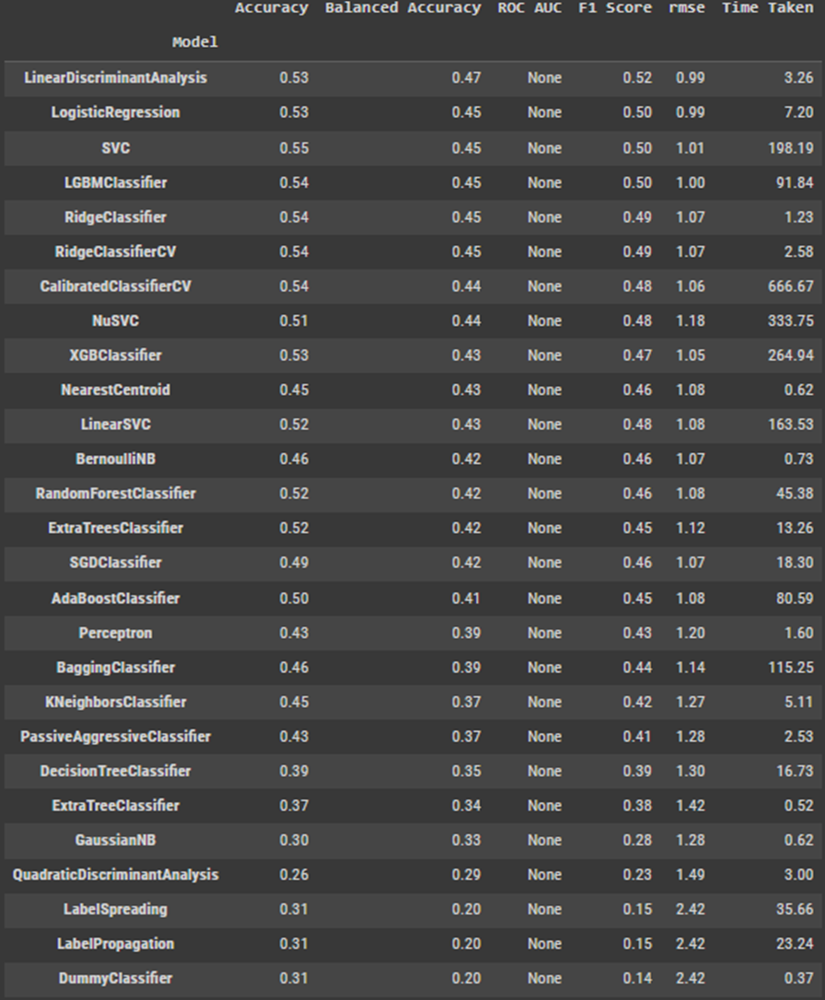 Accuracy Balanced Accuracy ROC AUC F1 Score rmse Time Taken
Model
LinearDiscriminantAnalysis 0.53 0.47 None 0.52 0.99 3.26
LogisticRegression 0.53 0.45 None 0.50 0.99 7.20
SVC 0.55 0.45 None 0.50 1.01 198.19
LGBMClassifier 0.54 0.45 None 0.50 1.00 91.84
RidgeClassifier 0.54 0.45 None 0.49 1.07 1.23
RidgeClassifierCV 0.54 0.45 None 0.49 1.07 2.58
CalibratedClassifierCV 0.54 0.44 None 0.48 1.06 666.67
NuSVC 0.51 0.44 None 0.48 1.18 333.75
XGBClassifier 0.53 0.43 None 0.47 1.05 264.94
NearestCentroid 0.45 0.43 None 0.46 1.08 0.62
LinearSVC 0.52 0.43 None 0.48 1.08 163.53
BernoulliNB 0.46 0.42 None 0.46 1.07 0.73
RandomForestClassifier 0.52 0.42 None 0.46 1.08 45.38
ExtraTreesClassifier 0.52 0.42 None 0.45 1.12 13.26
SGDClassifier 0.49 0.42 None 0.46 1.07 18.30
AdaBoostClassifier 0.50 0.41 None 0.45 1.08 80.59
Perceptron 0.43 0.39 None 0.43 1.20 1.60
BaggingClassifier 0.46 0.39 None 0.44 1.14 115.25
KNeighborsClassifier 0.45 0.37 None 0.42 1.27 5.11
PassiveAggressiveClassifier 0.43 0.37 None 0.41 1.28 2.53
DecisionTreeClassifier 0.39 0.35 None 0.39 1.30 16.73
ExtraTreeClassifier 0.37 0.34 None 0.38 1.42 0.52
GaussianNB 0.30 0.33 None 0.28 1.28 0.62
QuadraticDiscriminantAnalysis 0.26 0.29 None 0.23 1.49 3.00
LabelSpreading 0.31 0.20 None 0.15 2.42 35.66
LabelPropagation 0.31 0.20 None 0.15 2.42 23.24
DummyClassifier 0.31 0.20 None 0.14 2.42 0.37